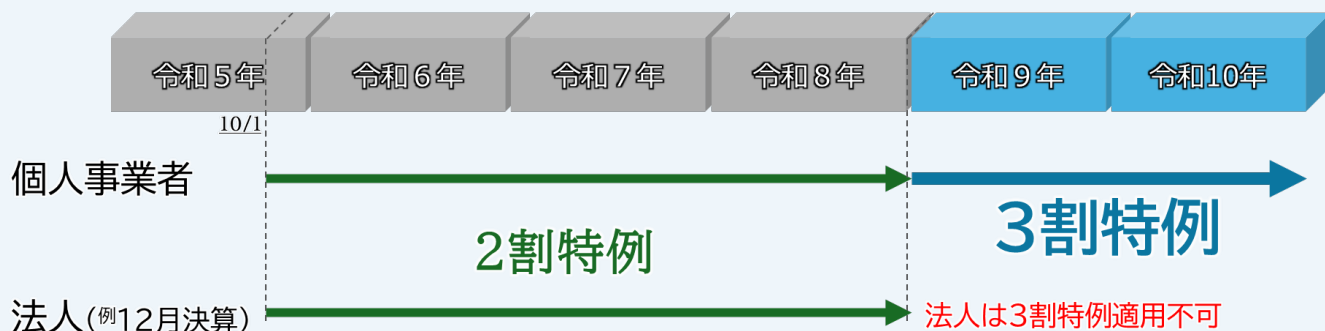 令和5年 令和6年 令和7年 令和8年 令和9年 令和10年
10/1
個人事業者
3割特例
2割特例
法人(例12月決算) 法人は3割特例適用不可